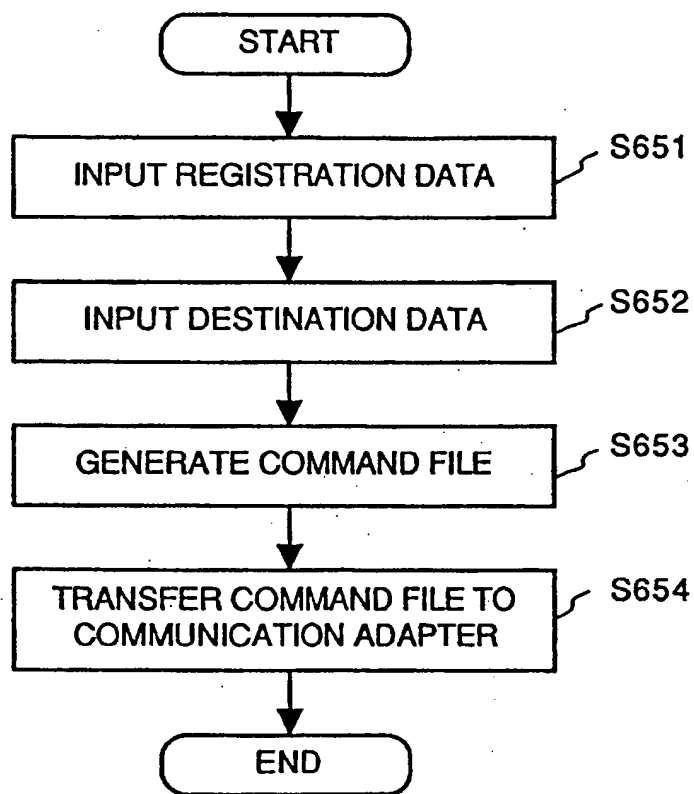 START
INPUT REGISTRATION DATA
S651
INPUT DESTINATION DATA
S652
GENERATE COMMAND FILE
S653
TRANSFER COMMAND FILE TO
COMMUNICATION ADAPTER
S654
END